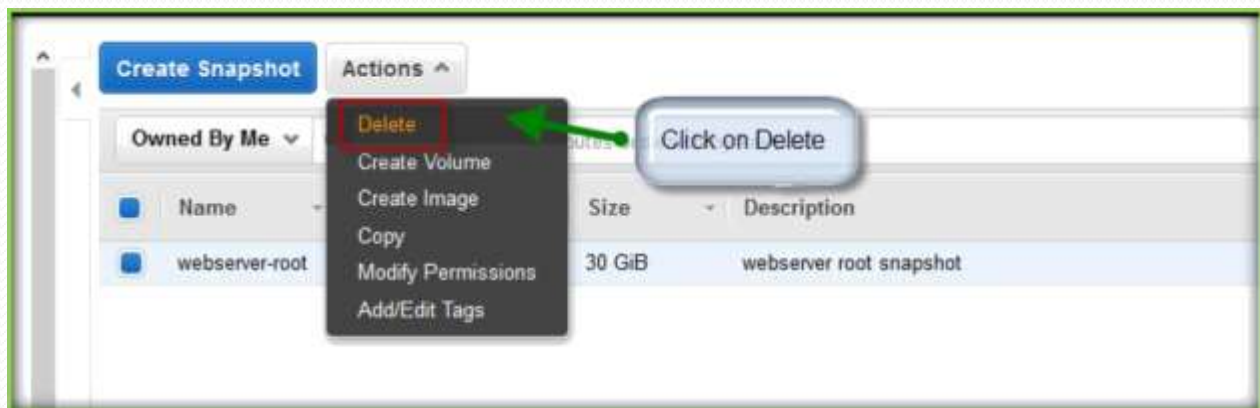 Create Snapshot Actions
Owned By Me
Delete
Click on Delete
Create Volume
Name Size Description
Create Image
Copy
webserver-root 30 GiB webserver root snapshot
Modify Permissions
Add/Edit Tags